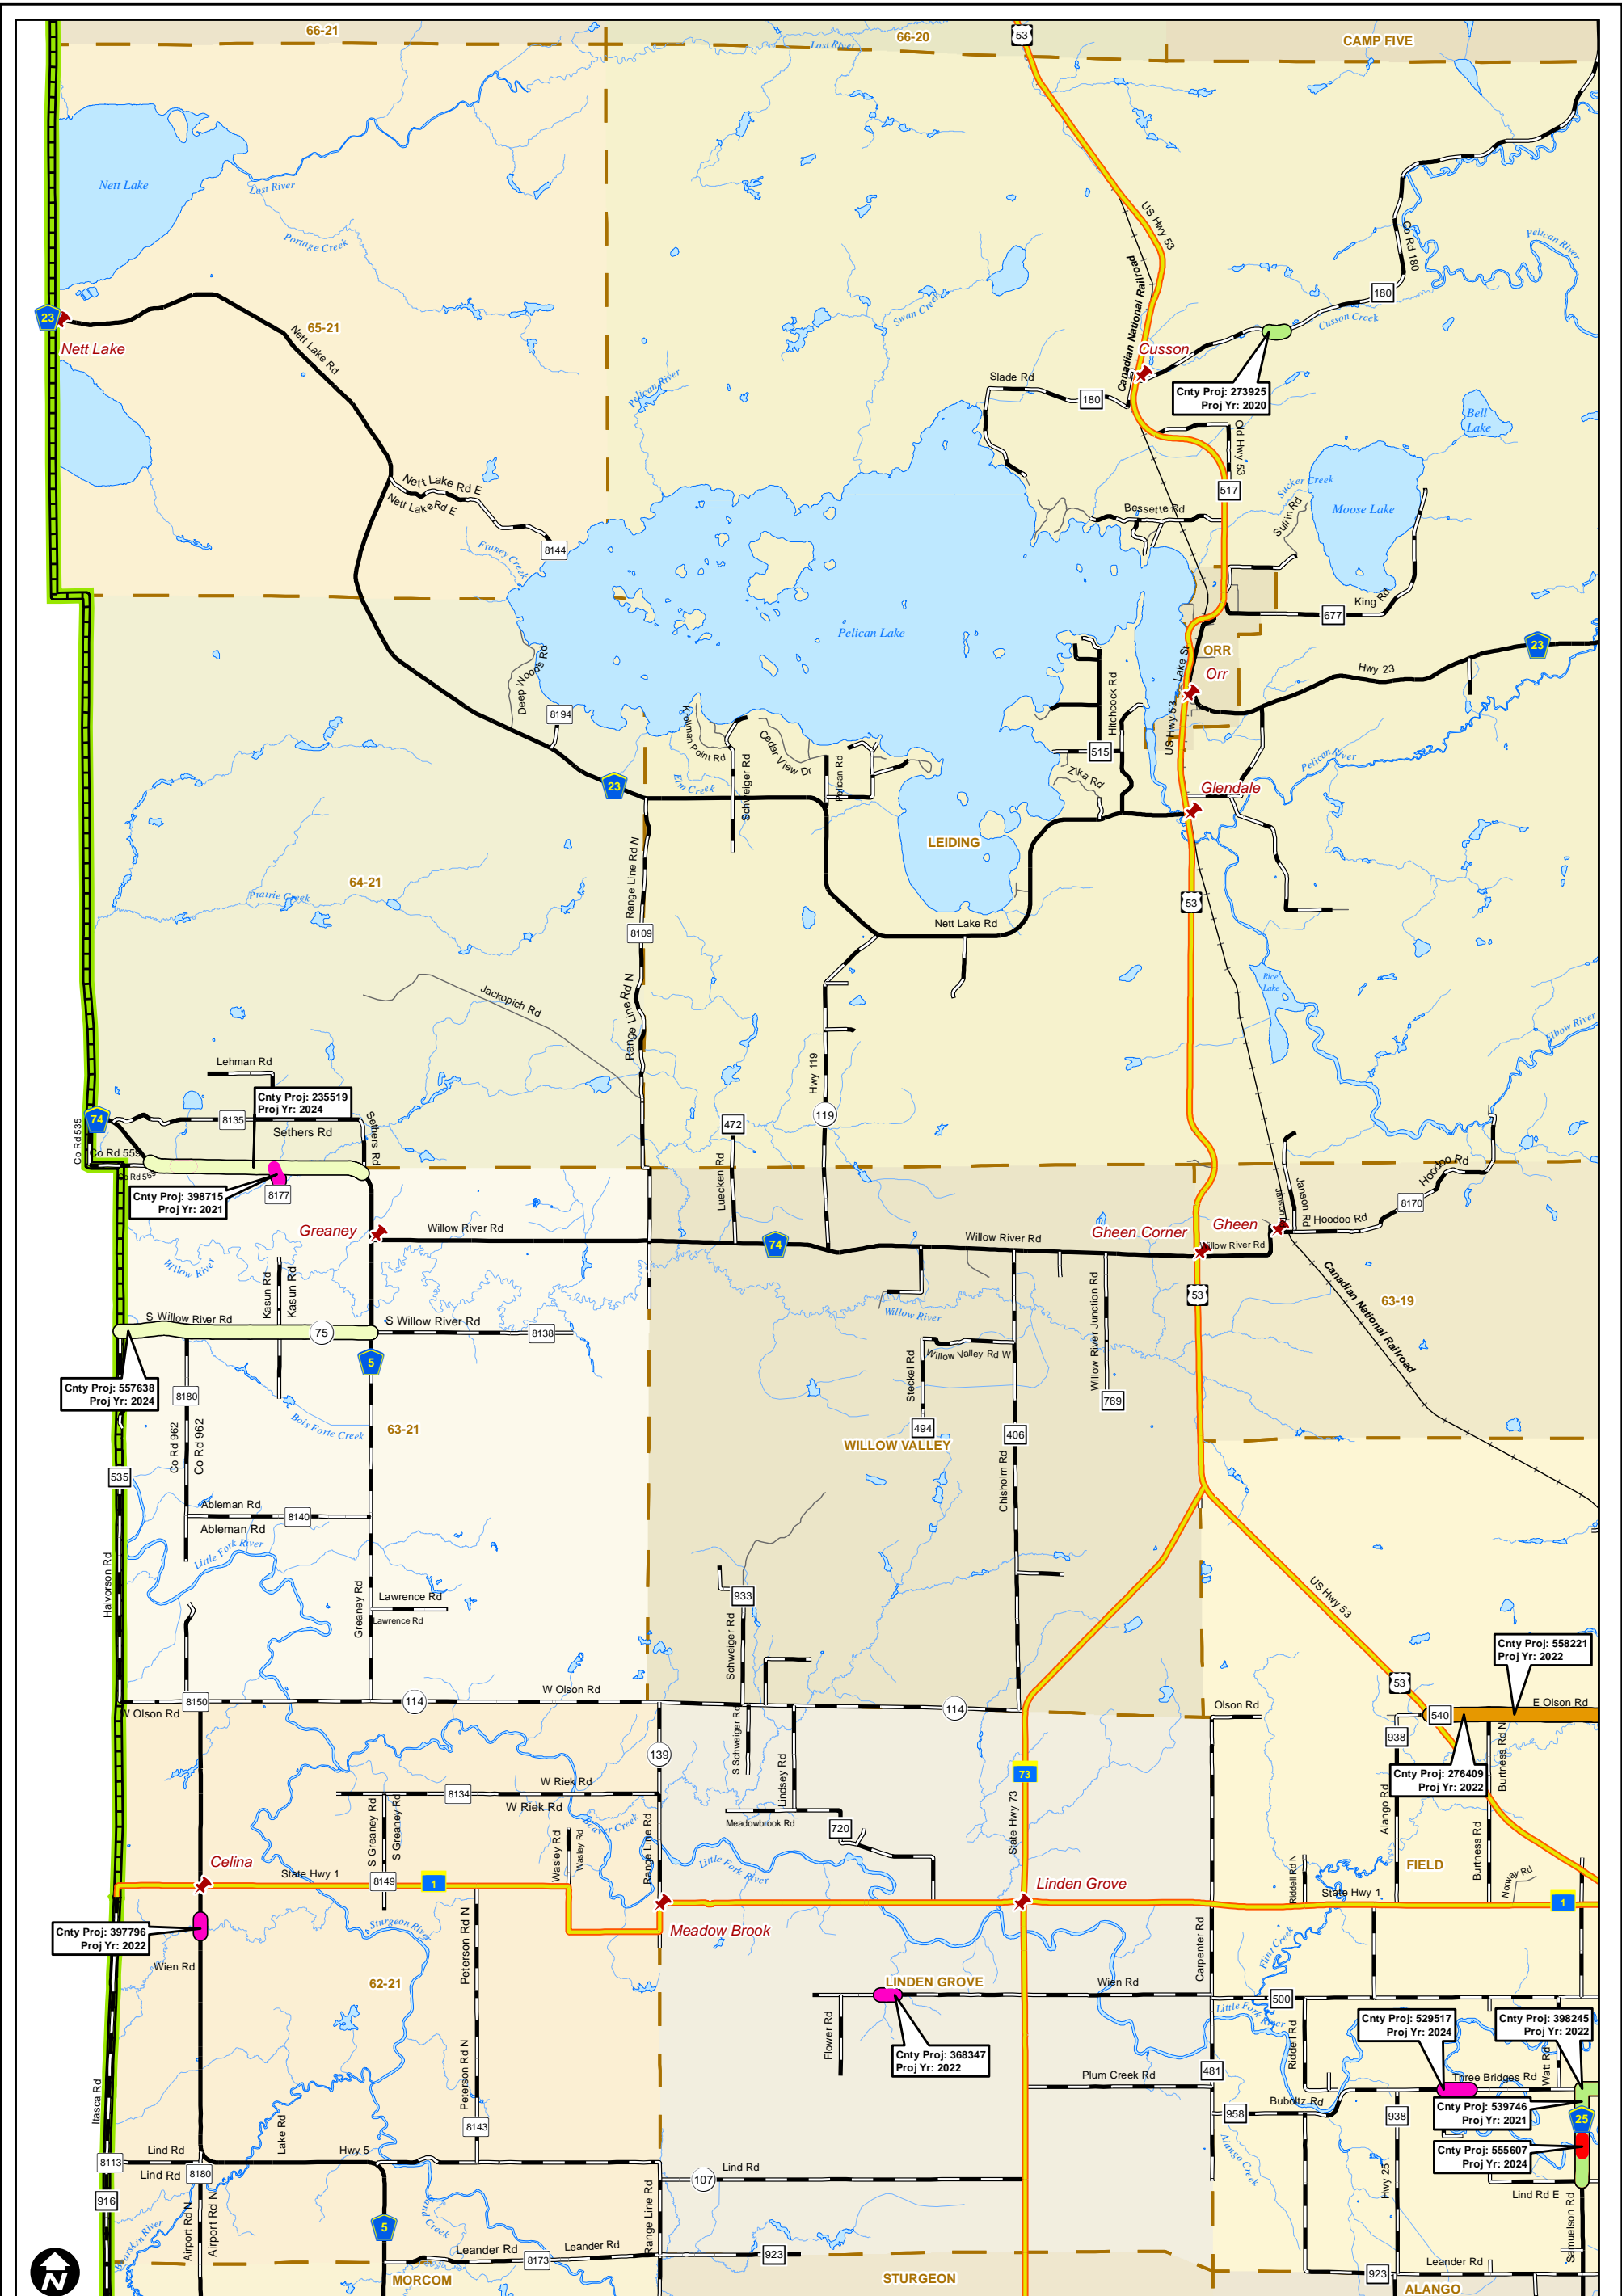 66-21
66-20
53
CAMP FIVE
Lost River
Nett Lake
Lost River
Portage Creek
US Hwy 53
Co Rd 180
Pelican River
Canadian National Railroad
180
Swan Creek
Cusson Creek
23
Nett Lake
65-21
Nett Lake Rd
Cusson
Pelican River
Slade Rd
180
Cnty Proj: 273925
Proj Yr: 2020
Bell
Lake
Old Hwy 53
Nett Lake Rd E
Nett Lake Rd E
517
Sucker Creek
Moose Lake
Bessette Rd
Franey Creek
8144
King Rd
677
Pelican Lake
Deep Woods Rd
ORR
Lake St
Orr
23
Hwy 23
8194
Hitchcock Rd
US Hwy 53
Cedar View Dr
Schweiger Rd
Pelican Rd
515
Pelican River
Elm Creek
Zika Rd
23
Glendale
LEIDING
Range Line Rd N
64-21
Prairie Creek
53
8109
Nett Lake Rd
Rice
Lake
Jackopich Rd
Range Line Rd N
Elbow River
Lehman Rd
Hwy 119
Cnty Proj: 235519
Proj Yr: 2024
74
8135
Sethers Rd
Sethers Rd
472
119
Co Rd 535
Luecken Rd
Hoodoo Rd
Cnty Proj: 398715
Proj Yr: 2021
8177
Janson Rd
8170
Greaney
Willow River Rd
74
Willow River Rd
Gheen Corner
Gheen
Willow River Rd
Hoodoo Rd
Willow River
Kasun Rd
Kasun Rd
Canadian National Railroad
53
63-19
S Willow River Rd
75
S Willow River Rd
8138
Willow River
Willow River Junction Rd
5
Willow Valley Rd W
Steckel Rd
Cnty Proj: 557638
Proj Yr: 2024
8180
769
Bois Forte Creek
63-21
494
406
WILLOW VALLEY
Co Rd 962
Co Rd 962
535
Chisholm Rd
Ableman Rd
8140
Ableman Rd
Little Fork River
Halvorson Rd
Greaney Rd
Lawrence Rd
Lawrence Rd
933
US Hwy 53
Schweiger Rd
Cnty Proj: 558221
Proj Yr: 2022
53
W Olson Rd
8150
114
W Olson Rd
114
Olson Rd
540
E Olson Rd
S Schweiger Rd
938
Burtness Rd N
139
73
Lindsey Rd
Cnty Proj: 276409
Proj Yr: 2022
W Riek Rd
8134
W Riek Rd
S Greaney Rd
S Greaney Rd
Beaver Creek
Meadowbrook Rd
720
State Hwy 73
Alango Rd
Burtness Rd
Wasley Rd
Wasley Rd
Range Line Rd
Little Fork River
Celina
State Hwy 1
8149
1
FIELD
Riddell Rd N
Norway Rd
Linden Grove
State Hwy 1
1
Meadow Brook
Sturgeon River
Peterson Rd N
Cnty Proj: 397796
Proj Yr: 2022
Wien Rd
Carpenter Rd
Flint Creek
62-21
LINDEN GROVE
Wien Rd
500
Little Fork River
Flower Rd
Riddell Rd
Cnty Proj: 529517
Proj Yr: 2024
Cnty Proj: 398245
Proj Yr: 2022
Watt Rd
Cnty Proj: 368347
Proj Yr: 2022
481
Plum Creek Rd
Three Bridges Rd
Peterson Rd N
Itasca Rd
Buboltz Rd
958
938
Cnty Proj: 539746
Proj Yr: 2021
25
8143
Lake Rd
Alango Creek
Cnty Proj: 555607
Proj Yr: 2024
8113
Lind Rd
Lind Rd
8180
Hwy 5
107
Lind Rd
Hwy 25
Lind Rd E
916
Airport Rd N
Airport Rd N
5
Range Line Rd
Samuelson Rd
Leander Rd
8173
Leander Rd
923
Leander Rd
923
N
MORCOM
STURGEON
ALANGO